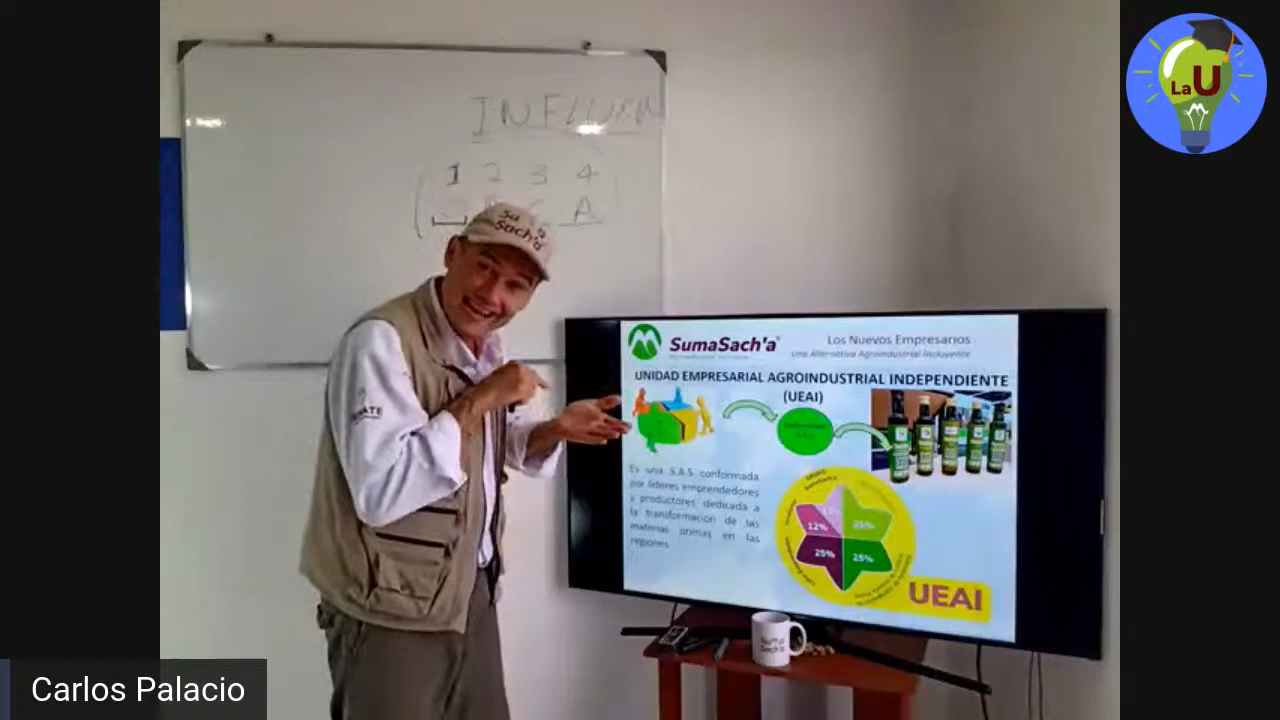 LaU
INFLUEN
1 2 3 4
A
Sach'a
SumaSach'a
Los Nuevos Empresarios
Una Alternativa Agroindustrial Incluyente
UNIDAD EMPRESARIAL AGROINDUSTRIAL INDEPENDIENTE
(UEAI)
Es una S.A.S conformada
por líderes emprendedores
y productores dedicada a
la transformación de las
materias primas en las
regiones.
12%
25%
25%
25%
UEAI
Suma
Sach'a
Carlos Palacio